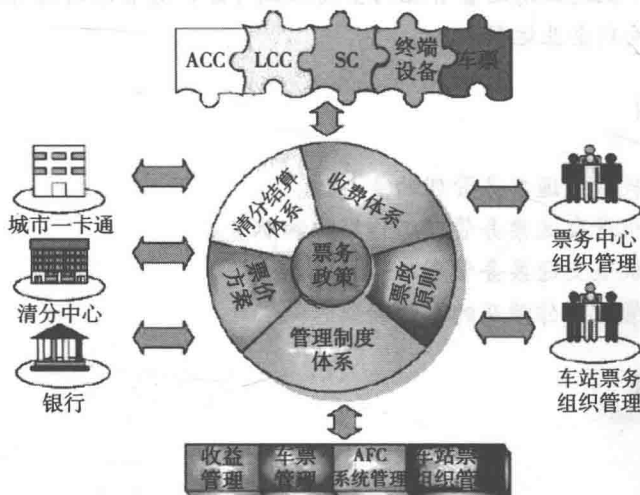 ACC
LCC
SC
终端
设备
车票
城市一卡通
清分中心
银行
清分结算
体系
收费体系
票价
方案
票务
政策
票政
原则
管理制度
体系
票务中心
组织管理
车站票务
组织管理
收益
管理
车票
管理
AFC
系统管理
车站票
组织管